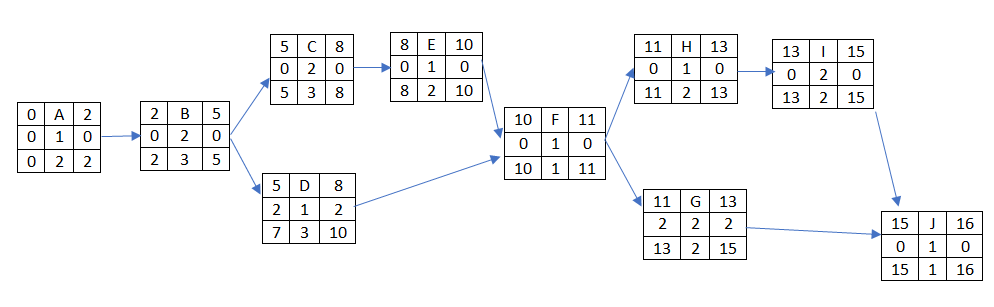 0 A 2
0 1 0
0 2 2
2 B 5
0 2 0
2 3 5
5 C 8
0 2 0
5 3 8
5 D 8
2 1 2
7 3 10
8 E 10
0 1 0
8 2 10
10 F 11
0 1 0
10 1 11
11 H 13
0 1 0
11 2 13
11 G 13
2 2 2
13 2 15
13 I 15
0 2 0
13 2 15
15 J 16
0 1 0
15 1 16